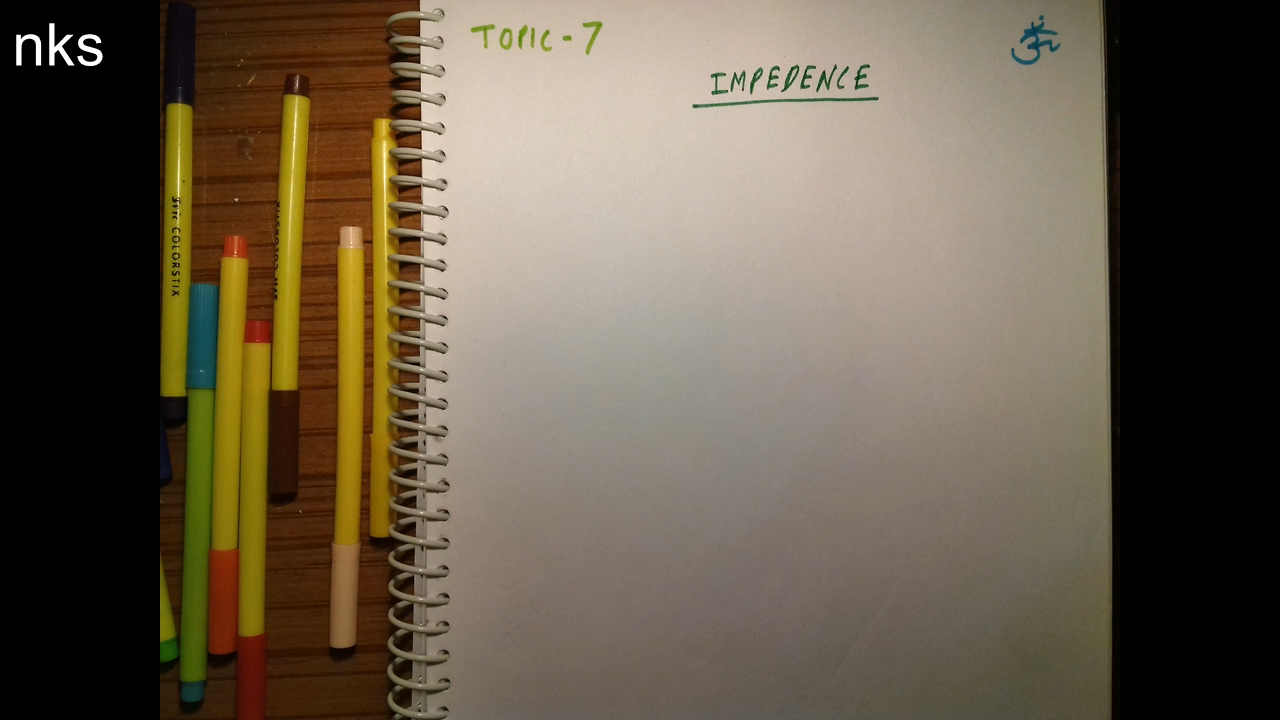 nks
TOPIC - 7
ॐ
IMPEDENCE
COLORSTIX